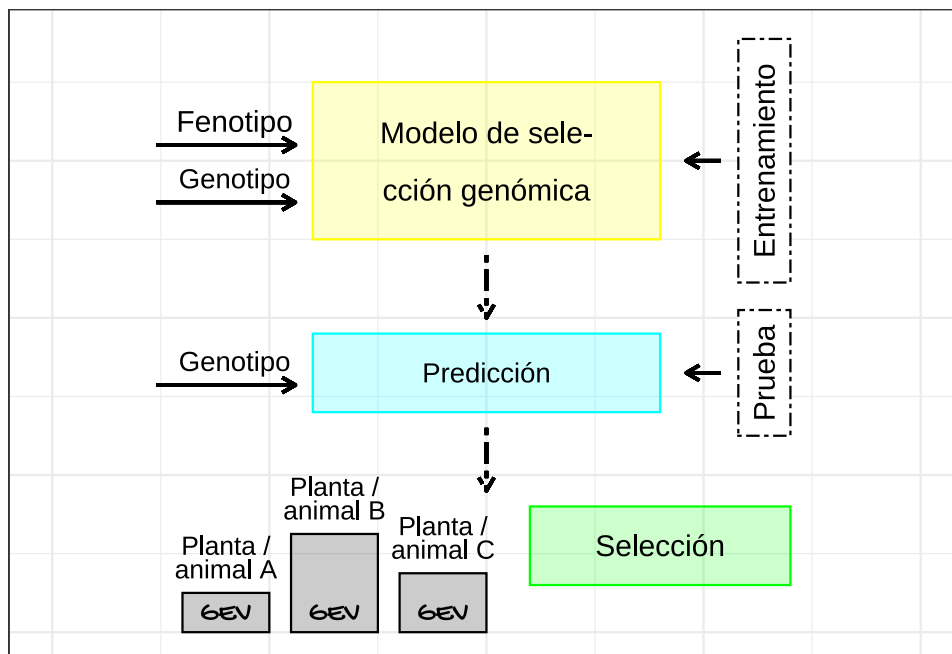 Fenotipo
Genotipo
Modelo de sele-
cción genómica
Entrenamiento
Genotipo
Predicción
Prueba
Planta /
animal A
Planta /
animal B
Planta /
animal C
GEV
GEV
GEV
Selección